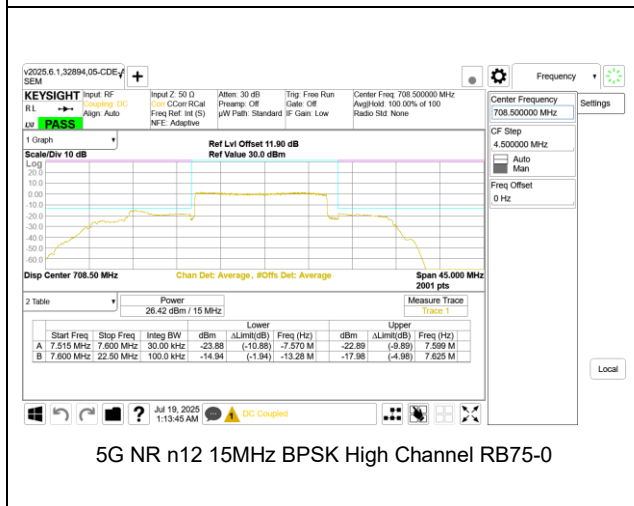 v2025.6.1,32894,05-CDE-A
SEM
Frequency
KEYSIGHT
RL
LXI
PASS
Input: RF
Coupling: DC
Align: Auto
Input Z: 50 Ω
Corr CCorr RCal
Freq Ref: Int (S)
NFE: Adaptive
Atten: 30 dB
Preamp: Off
µW Path: Standard
Trig: Free Run
Gate: Off
IF Gain: Low
Center Freq: 708.500000 MHz
Avg|Hold: 100.00% of 100
Radio Std: None
Center Frequency
708.500000 MHz
Settings
CF Step
4.500000 MHz
Auto
Man
Freq Offset
0 Hz
1 Graph
Ref Lvl Offset 11.90 dB
Scale/Div 10 dB
Ref Value 30.0 dBm
Log
20.0
10.0
0.00
-10.0
-20.0
-30.0
-40.0
-50.0
-60.0
Disp Center 708.50 MHz
Chan Det: Average , #Offs Det: Average
Span 45.000 MHz
2001 pts
2 Table
Power
26.42 dBm / 15 MHz
Measure Trace
Trace 1
Lower Upper
Start Freq Stop Freq Integ BW dBm ΔLimit(dB) Freq (Hz) dBm ΔLimit(dB) Freq (Hz)
A 7.515 MHz 7.600 MHz 30.00 kHz -23.88 (-10.88) -7.570 M -22.89 (-9.89) 7.599 M
B 7.600 MHz 22.50 MHz 100.0 kHz -14.94 (-1.94) -13.28 M -17.98 (-4.98) 7.625 M
Local
Jul 19, 2025
1:13:45 AM
DC Coupled
5G NR n12 15MHz BPSK High Channel RB75-0